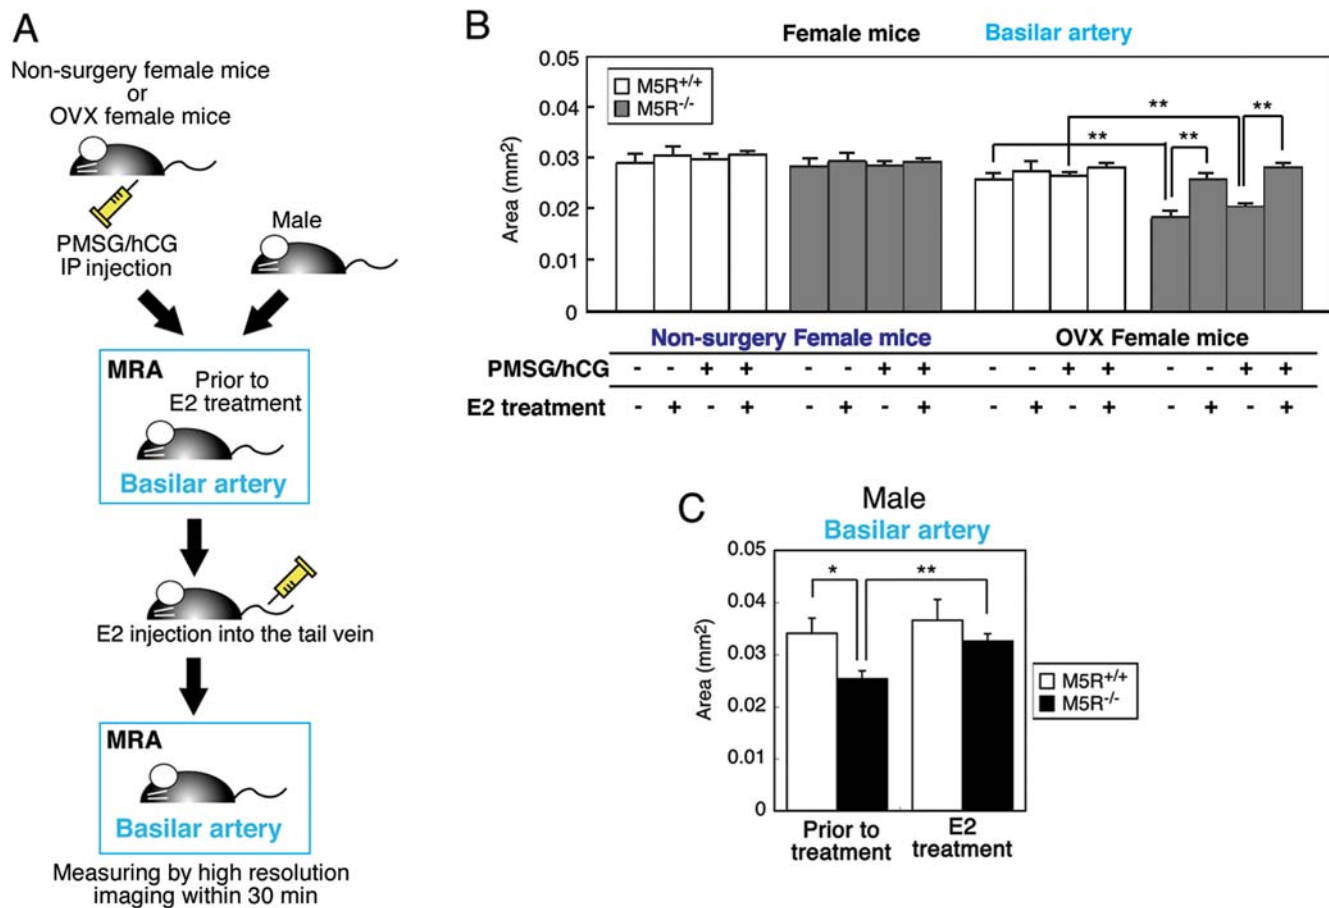 A
Non-surgery female mice
or
OVX female mice
PMSG/hCG
IP injection
Male
MRA
Prior to
E2 treatment
Basilar artery
E2 injection into the tail vein
MRA
Basilar artery
Measuring by high resolution
imaging within 30 min
B
Female mice Basilar artery
Area (mm²)
0.05
0.04
0.03
0.02
0.01
0
M5R+/+
M5R-/-
** ** ** **
Non-surgery Female mice OVX Female mice
PMSG/hCG - - + + - - + + - - + + - - + +
E2 treatment - + - + - + - + - + - + - + - +
C
Male
Basilar artery
Area (mm²)
0.05
0.04
0.03
0.02
0.01
0
* **
M5R+/+
M5R-/-
Prior to
treatment
E2
treatment